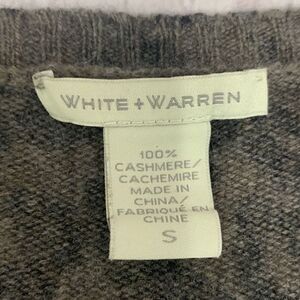 WHITE + WARREN
100%
CASHMERE/
CACHEMIRE
MADE IN
CHINA/
FABRIQUÉ EN
CHINE
S